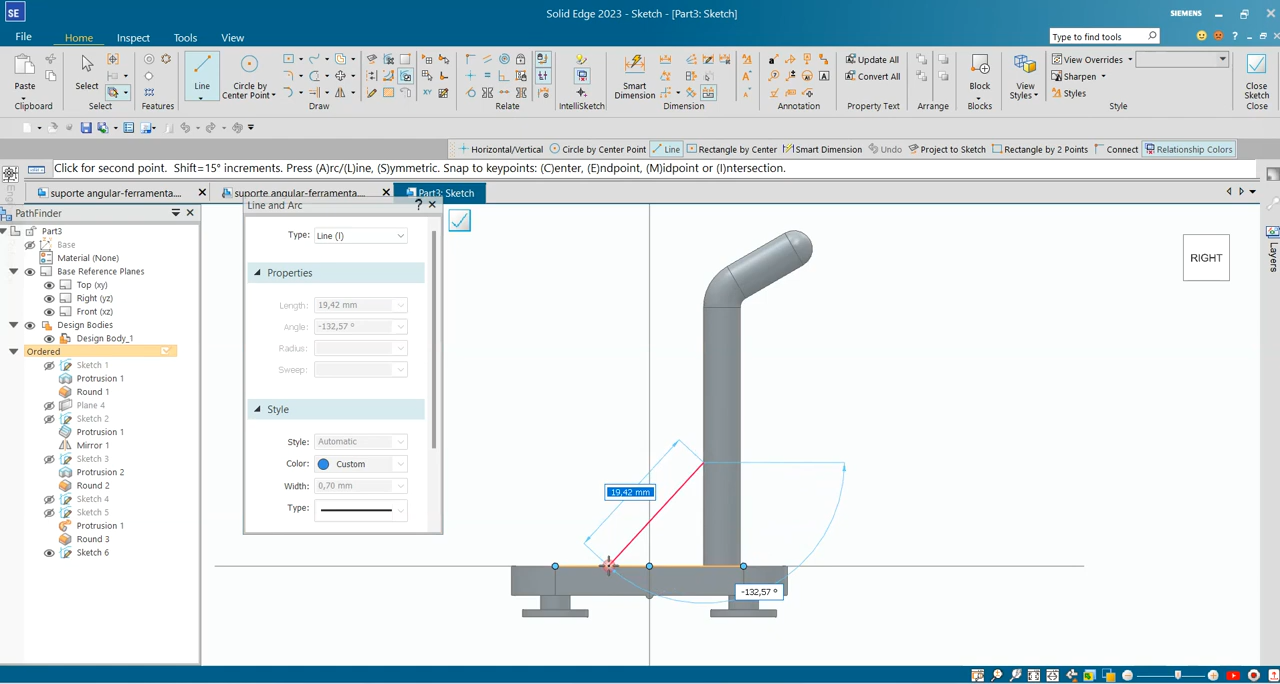 SE
Solid Edge 2023 - Sketch - [Part3: Sketch]
SIEMENS
File
Home
Inspect
Tools
View
Type to find tools
Paste
Clipboard
Select
Select
Features
Line
Circle by
Center Point
Draw
Relate
IntelliSketch
Smart
Dimension
Dimension
Annotation
Update All
Convert All
Property Text
Arrange
Block
Blocks
View
Styles
View Overrides
Sharpen
Styles
Style
Close
Sketch
Close
Horizontal/Vertical
Circle by Center Point
Line
Rectangle by Center
Smart Dimension
Undo
Project to Sketch
Rectangle by 2 Points
Connect
Relationship Colors
Click for second point. Shift=15° increments. Press (A)rc/(L)ine, (S)ymmetric. Snap to keypoints: (C)enter, (E)ndpoint, (M)idpoint or (I)ntersection.
suporte angular-ferramenta...
suporte angular-ferramenta...
Part3: Sketch
PathFinder
Part3
Base
Material (None)
Base Reference Planes
Top (xy)
Right (yz)
Front (xz)
Design Bodies
Design Body_1
Ordered
Sketch 1
Protrusion 1
Round 1
Plane 4
Sketch 2
Protrusion 1
Mirror 1
Sketch 3
Protrusion 2
Round 2
Sketch 4
Sketch 5
Protrusion 1
Round 3
Sketch 6
Line and Arc
?
Type:
Line (l)
Properties
Length:
19,42 mm
Angle:
-132,57 º
Radius:
Sweep:
Style
Style:
Automatic
Color:
Custom
Width:
0,70 mm
Type:
19,42 mm
-132,57 º
RIGHT
Layers